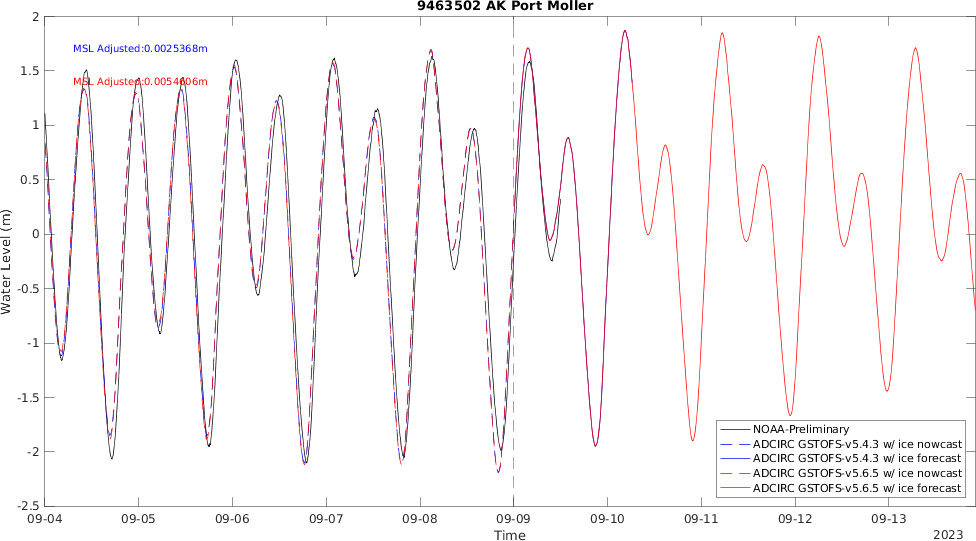 9463502 AK Port Moller
MSL Adjusted:0.0025368m
MSL Adjusted:0.0054606m
Water Level (m)
2
1.5
1
0.5
0
-0.5
-1
-1.5
-2
-2.5
NOAA-Preliminary
ADCIRC GSTOFS-v5.4.3 w/ ice nowcast
ADCIRC GSTOFS-v5.4.3 w/ ice forecast
ADCIRC GSTOFS-v5.6.5 w/ ice nowcast
ADCIRC GSTOFS-v5.6.5 w/ ice forecast
09-04 09-05 09-06 09-07 09-08 09-09 09-10 09-11 09-12 09-13
Time
2023